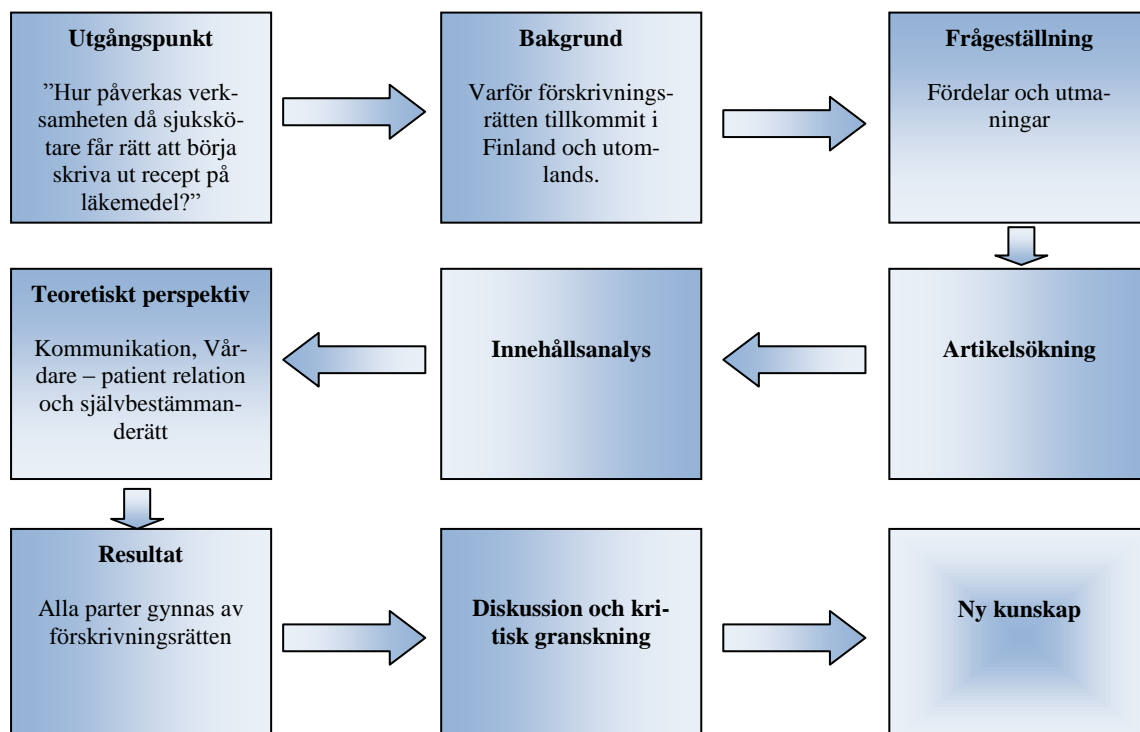 Utgångspunkt
”Hur påverkas verk-
samheten då sjukskö-
tare får rätt att börja
skriva ut recept på
läkemedel?”
Bakgrund
Varför förskrivnings-
rätten tillkommit i
Finland och utom-
lands.
Frågeställning
Fördelar och utma-
ningar
Artikelsökning
Innehållsanalys
Teoretiskt perspektiv
Kommunikation, Vår-
dare – patient relation
och självbestämman-
derätt
Resultat
Alla parter gynnas av
förskrivningsrätten
Diskussion och kri-
tisk granskning
Ny kunskap